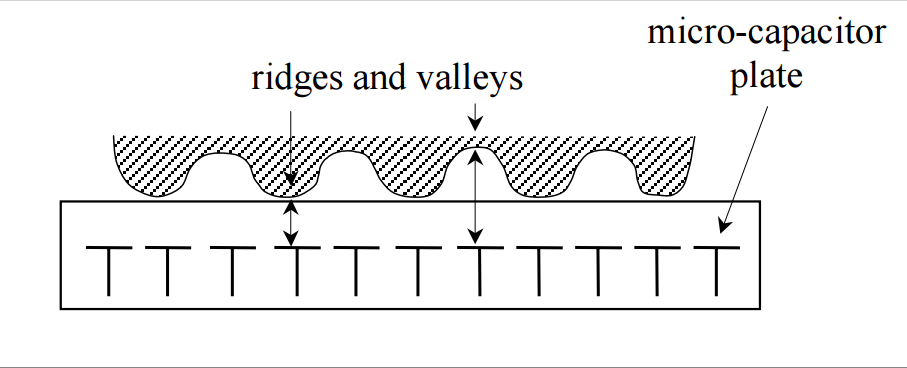 micro-capacitor
plate
ridges and valleys